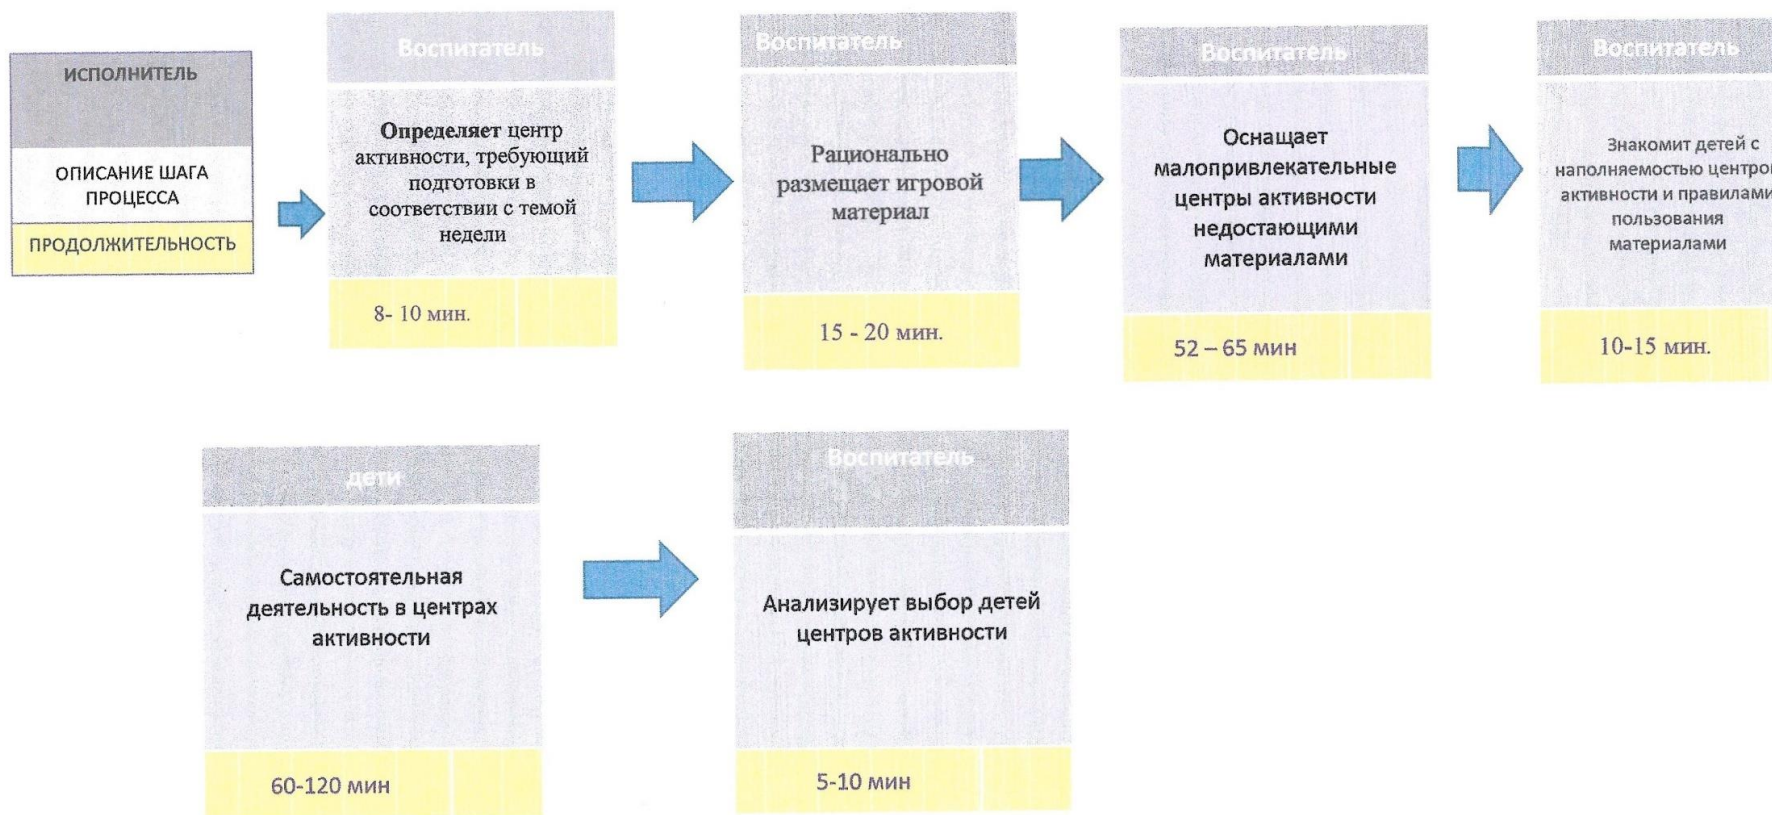 ИСПОЛНИТЕЛЬ
ОПИСАНИЕ ШАГА
ПРОЦЕССА
ПРОДОЛЖИТЕЛЬНОСТЬ
Воспитатель
Определяет центр
активности, требующий
подготовки в
соответствии с темой
недели
8- 10 мин.
Воспитатель
Рационально
размещает игровой
материал
15 - 20 мин.
Воспитатель
Оснащает
малопривлекательные
центры активности
недостающими
материалами
52 – 65 мин
Воспитатель
Знакомит детей с
наполняемостью центров
активности и правилами
пользования
материалами
10-15 мин.
дети
Самостоятельная
деятельность в центрах
активности
60-120 мин
Воспитатель
Анализирует выбор детей
центров активности
5-10 мин